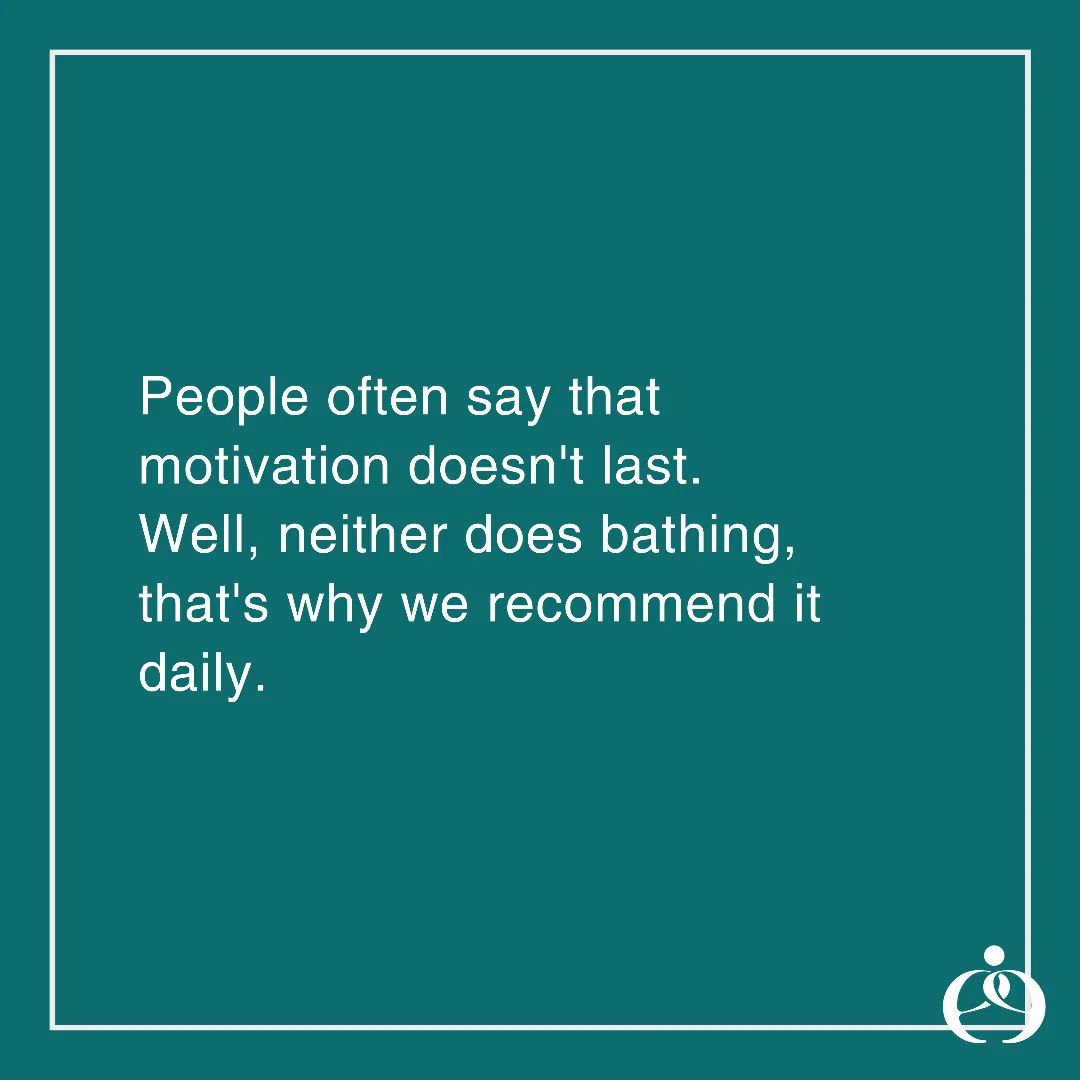 People often say that
motivation doesn't last.
Well, neither does bathing,
that's why we recommend it
daily.